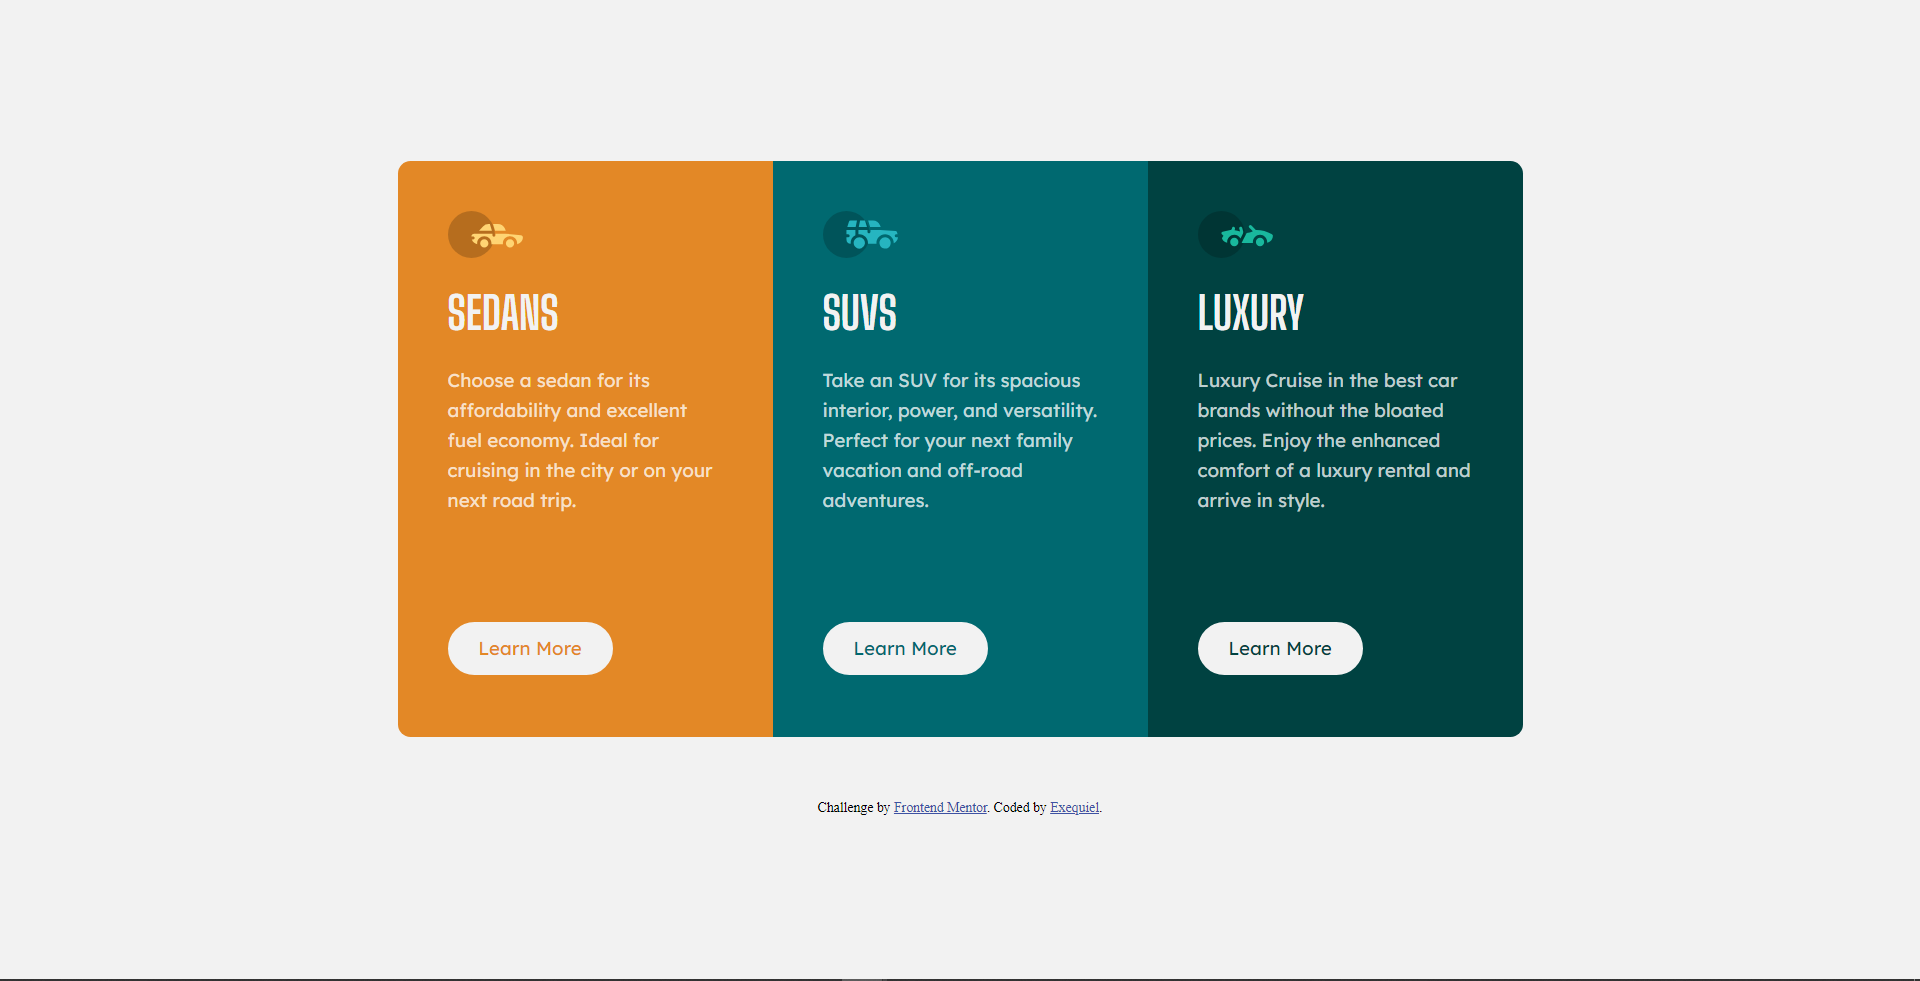 SEDANS
Choose a sedan for its
affordability and excellent
fuel economy. Ideal for
cruising in the city or on your
next road trip.
Learn More
SUVS
Take an SUV for its spacious
interior, power, and versatility.
Perfect for your next family
vacation and off-road
adventures.
Learn More
LUXURY
Luxury Cruise in the best car
brands without the bloated
prices. Enjoy the enhanced
comfort of a luxury rental and
arrive in style.
Learn More
Challenge by Frontend Mentor. Coded by Exequiel.